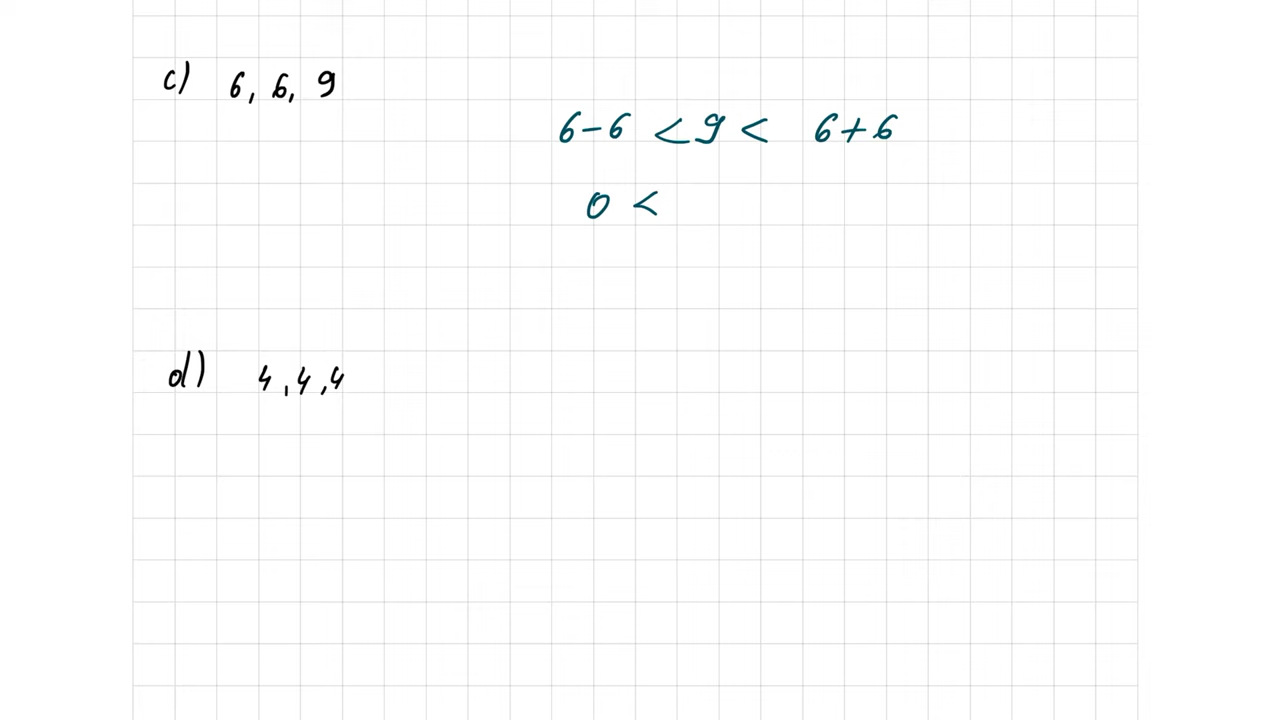 c) 6, 6, 9
6-6 < 9 < 6+6
0 <
d) 4, 4, 4